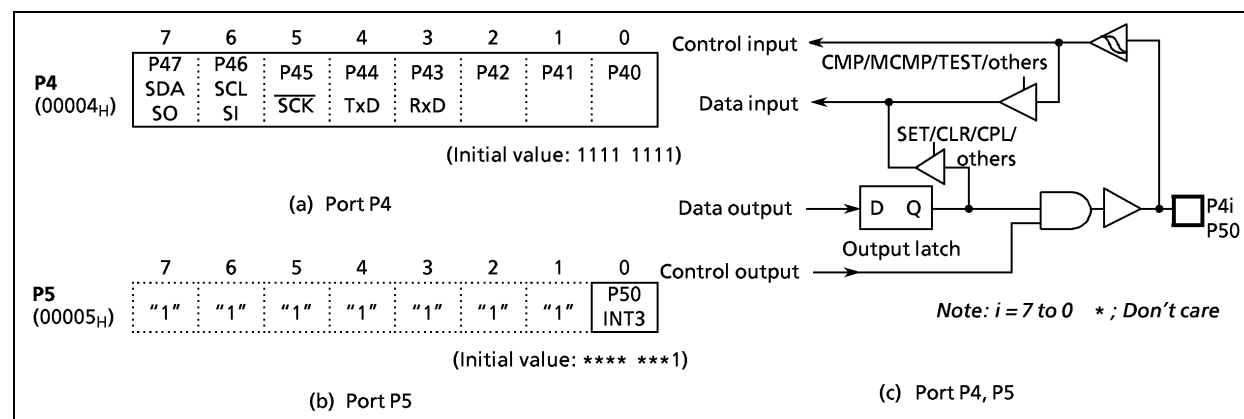 7 6 5 4 3 2 1 0
P4
(00004H)
P47 P46 P45 P44 P43 P42 P41 P40
SDA SCL SCK TxD RxD
SO SI
(Initial value: 1111 1111)
(a) Port P4
7 6 5 4 3 2 1 0
P5
(00005H)
“1” “1” “1” “1” “1” “1” “1” P50
INT3
(Initial value: **** ***1)
(b) Port P5
Control input
CMP/MCMP/TEST/others
Data input
SET/CLR/CPL/
others
Data output
D Q
P4i
P50
Output latch
Control output
Note: i = 7 to 0 * ; Don't care
(c) Port P4, P5